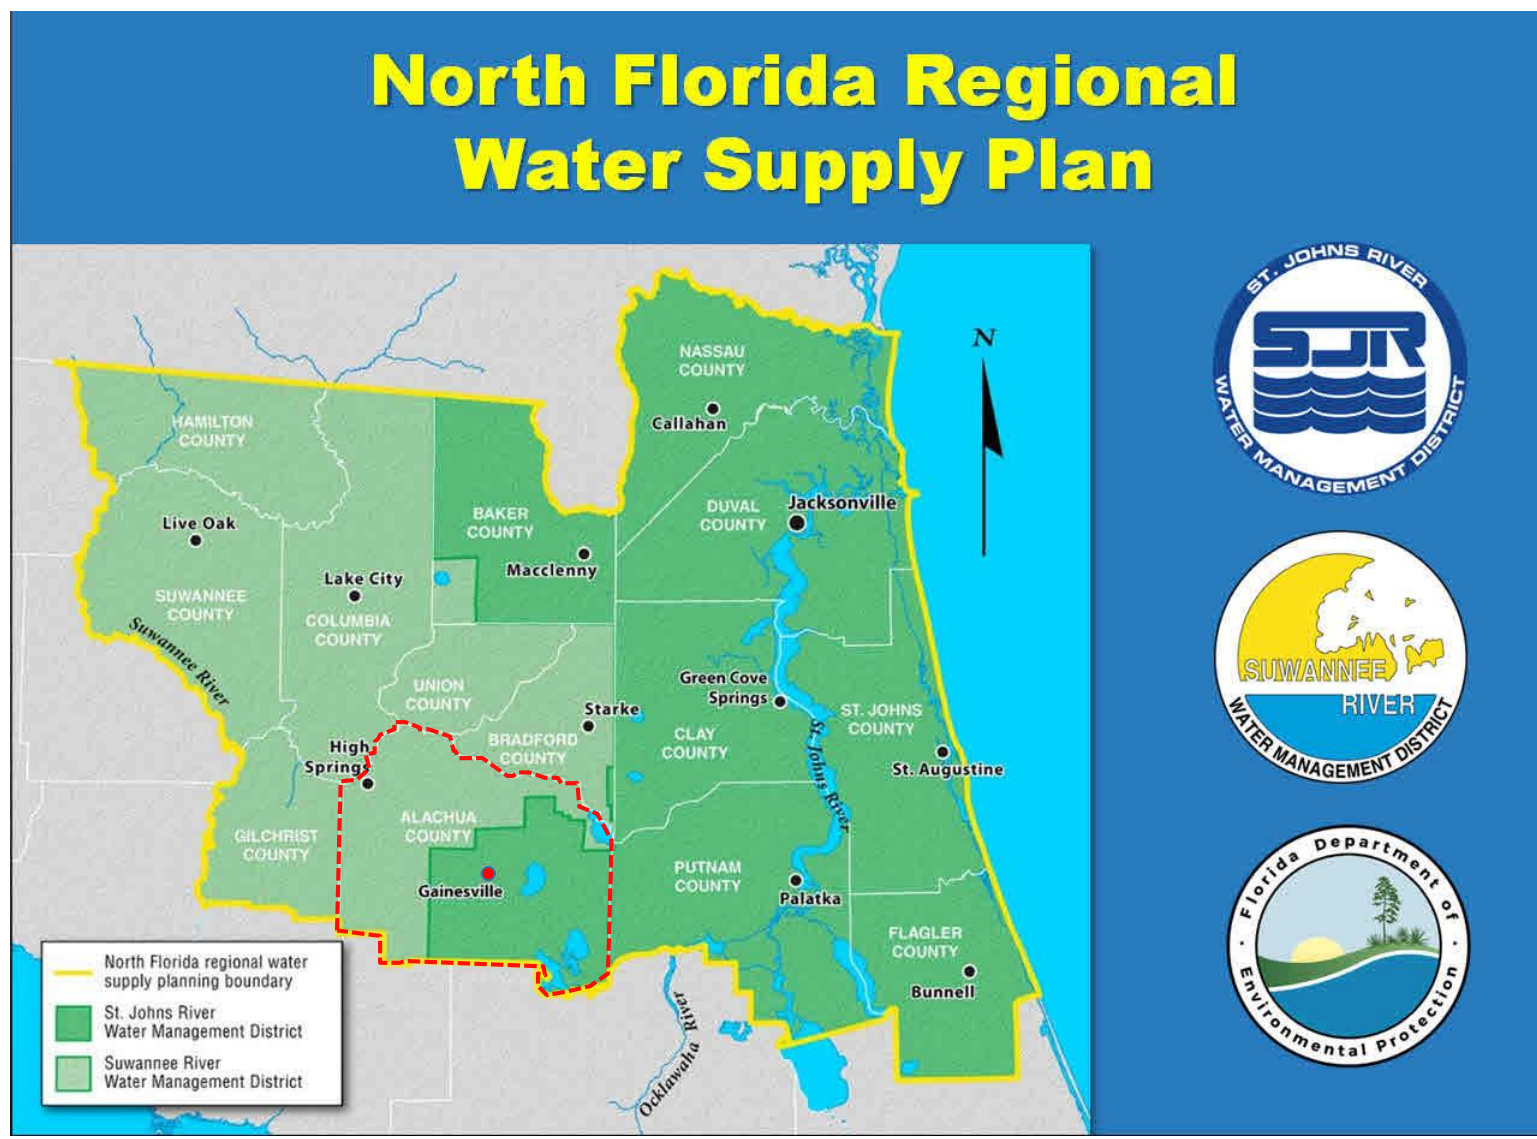 North Florida Regional
Water Supply Plan
NASSAU
COUNTY
Callahan
N
HAMILTON
COUNTY
BAKER
COUNTY
DUVAL
COUNTY
Jacksonville
Live Oak
Macclenny
Lake City
SUWANNEE
COUNTY
COLUMBIA
COUNTY
Suwannee River
UNION
COUNTY
Green Cove
Springs
Starke
ST. JOHNS
COUNTY
BRADFORD
COUNTY
CLAY
COUNTY
High
Springs
St. Johns River
St. Augustine
ALACHUA
COUNTY
GILCHRIST
COUNTY
PUTNAM
COUNTY
Gainesville
Palatka
FLAGLER
COUNTY
Bunnell
Ocklawaha River
North Florida regional water
supply planning boundary
St. Johns River
Water Management District
Suwannee River
Water Management District
ST. JOHNS RIVER
SJR
WATER MANAGEMENT DISTRICT
SUWANNEE
RIVER
WATER MANAGEMENT DISTRICT
Florida Department of
Environmental Protection